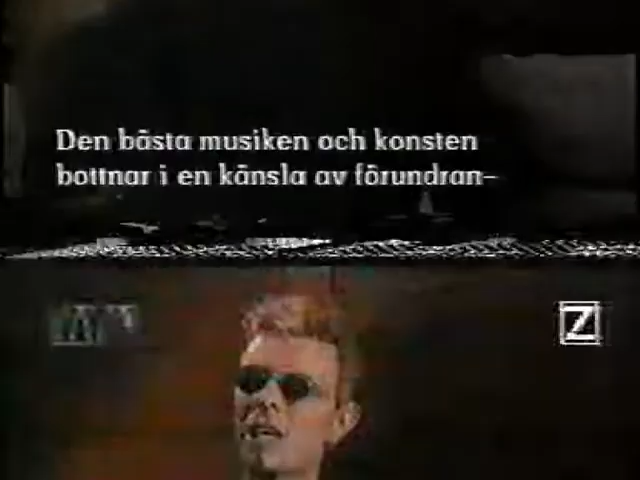 Den bästa musiken och konsten
bottnar i en känsla av förundran–
Z